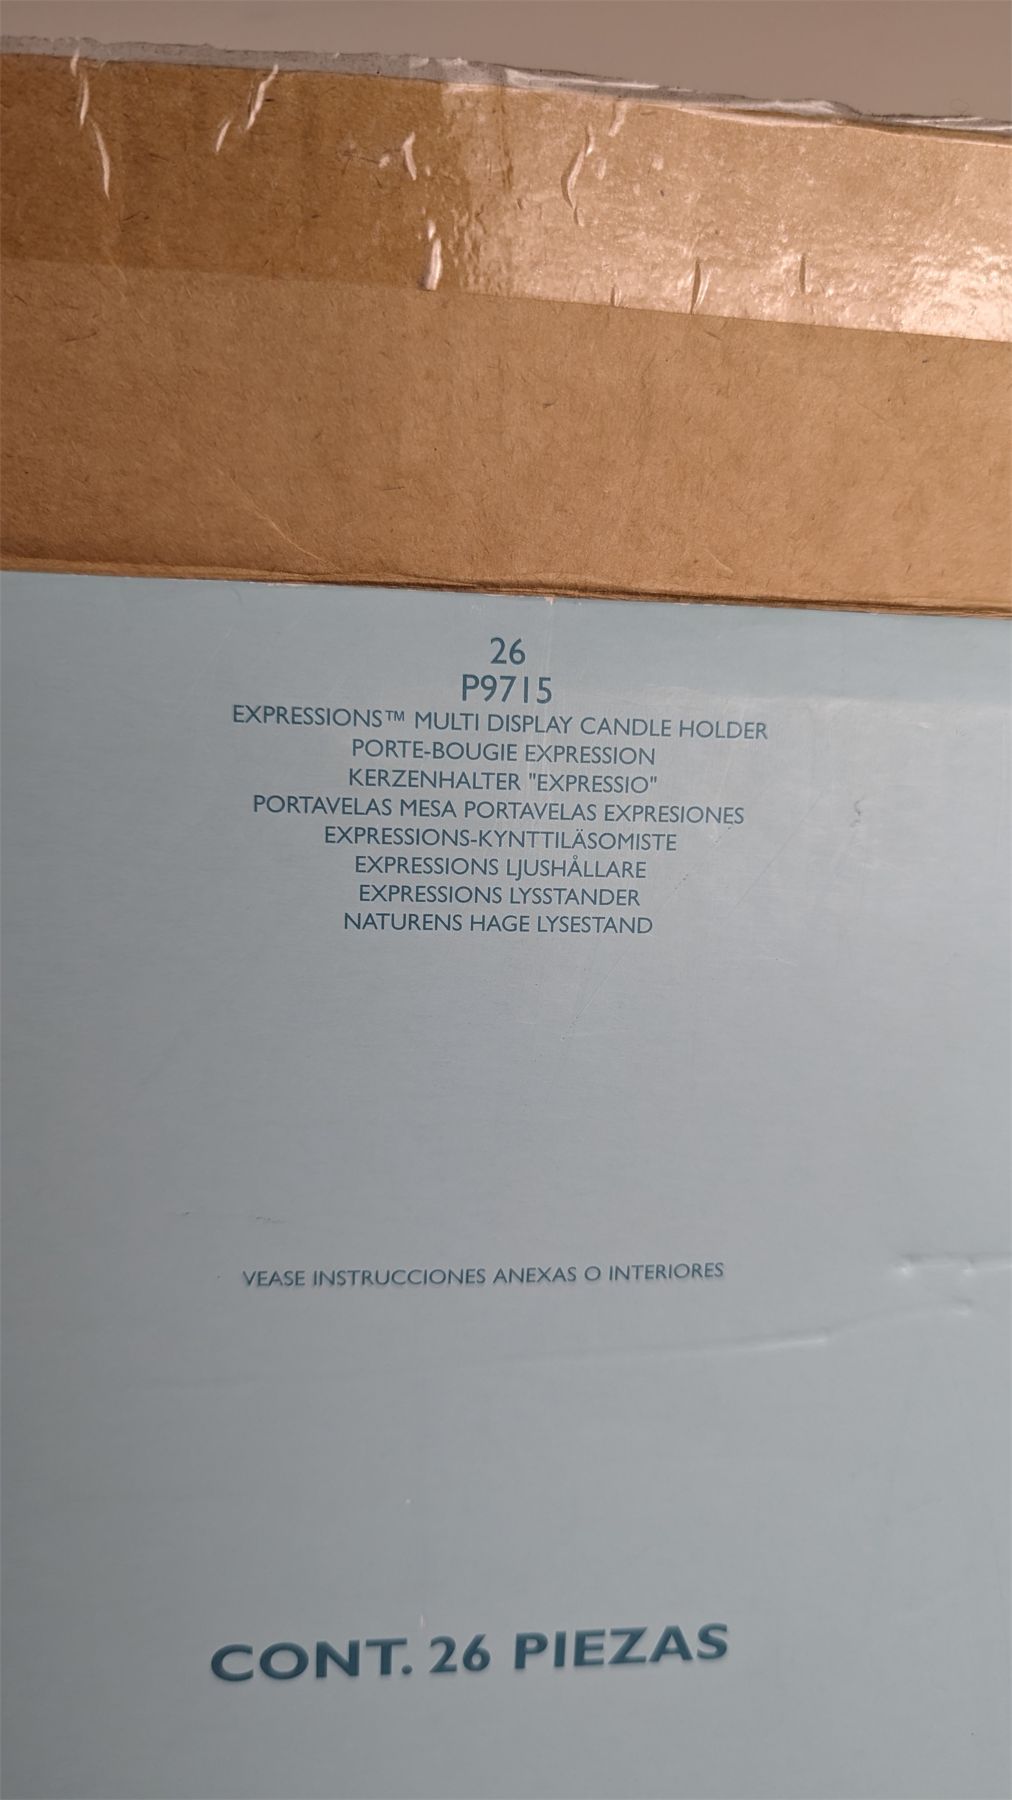 26
P9715
EXPRESSIONS™ MULTI DISPLAY CANDLE HOLDER
PORTE-BOUGIE EXPRESSION
KERZENHALTER "EXPRESSIO"
PORTAVELAS MESA PORTAVELAS EXPRESIONES
EXPRESSIONS-KYNTTILÄSOMISTE
EXPRESSIONS LJUSHÅLLARE
EXPRESSIONS LYSSTANDER
NATURENS HAGE LYSESTAND
VEASE INSTRUCCIONES ANEXAS O INTERIORES
CONT. 26 PIEZAS